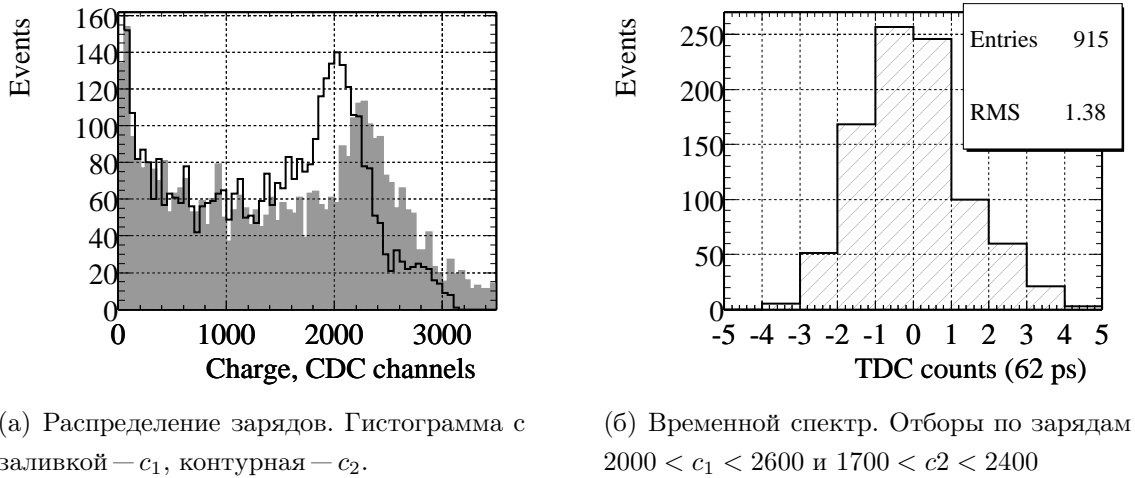 Events
160
140
120
100
80
60
40
20
0
0 1000 2000 3000
Charge, CDC channels
(а) Распределение зарядов. Гистограмма с
заливкой — c₁, контурная — c₂.
Events
250
200
150
100
50
0
-5 -4 -3 -2 -1 0 1 2 3 4 5
TDC counts (62 ps)
Entries 915
RMS 1.38
(б) Временной спектр. Отборы по зарядам
2000 < c₁ < 2600 и 1700 < c2 < 2400